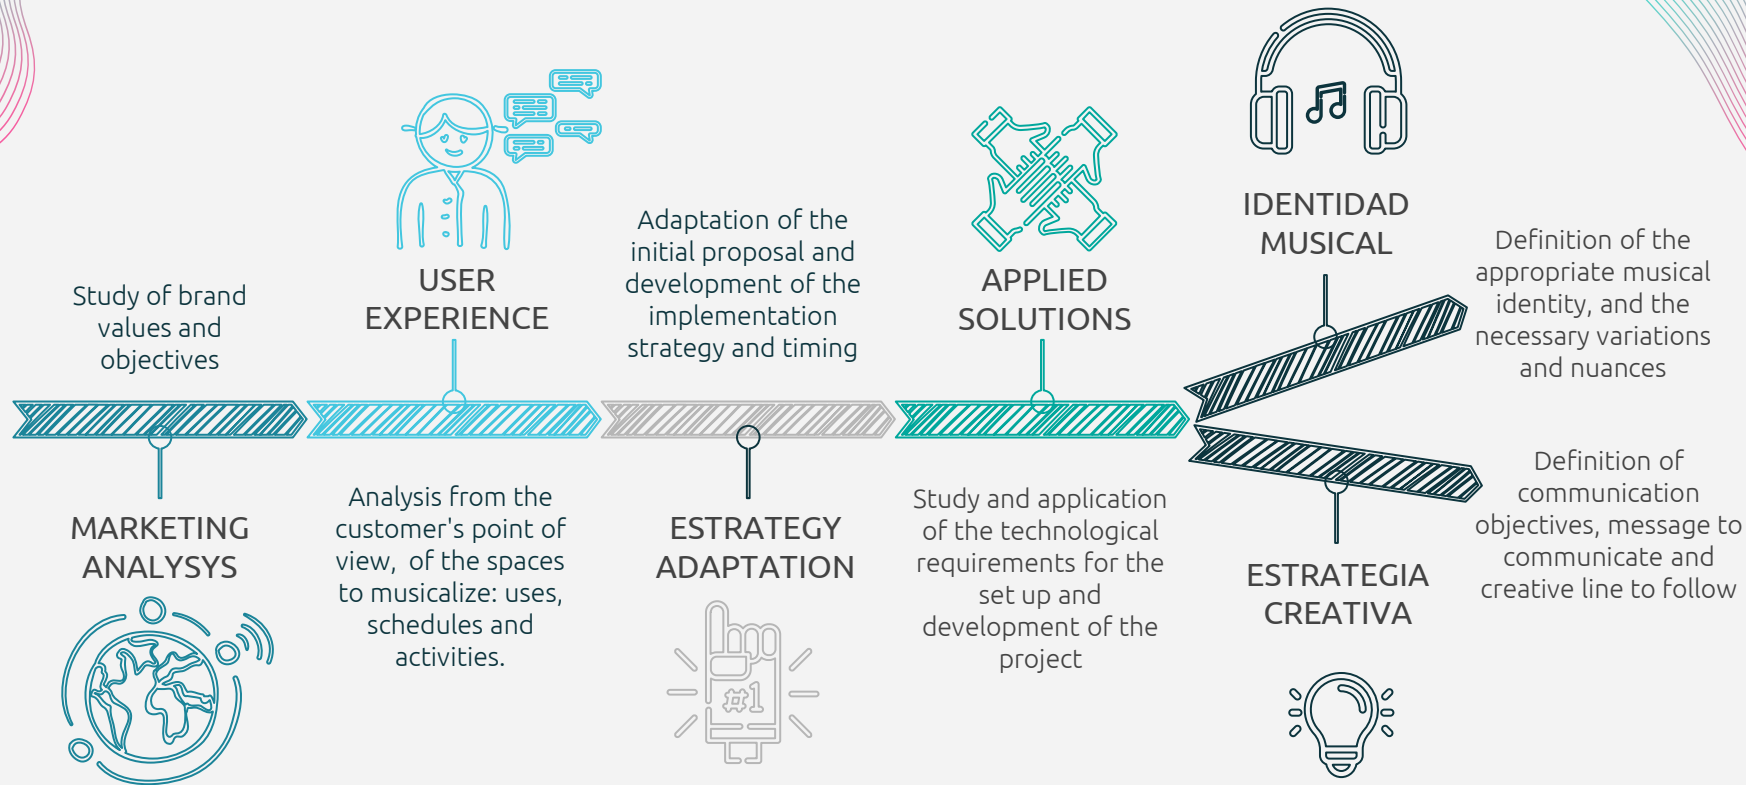 Study of brand
values and
objectives
MARKETING
ANALYSYS
USER
EXPERIENCE
Analysis from the
customer's point of
view,  of the spaces
to musicalize: uses,
schedules and
activities.
Adaptation of the
initial proposal and
development of the
implementation
strategy and timing
ESTRATEGY
ADAPTATION
#1
APPLIED
SOLUTIONS
Study and application
of the technological
requirements for the
set up and
development of the
project
IDENTIDAD
MUSICAL
Definition of the
appropriate musical
identity, and the
necessary variations
and nuances
ESTRATEGIA
CREATIVA
Definition of
communication
objectives, message to
communicate and
creative line to follow